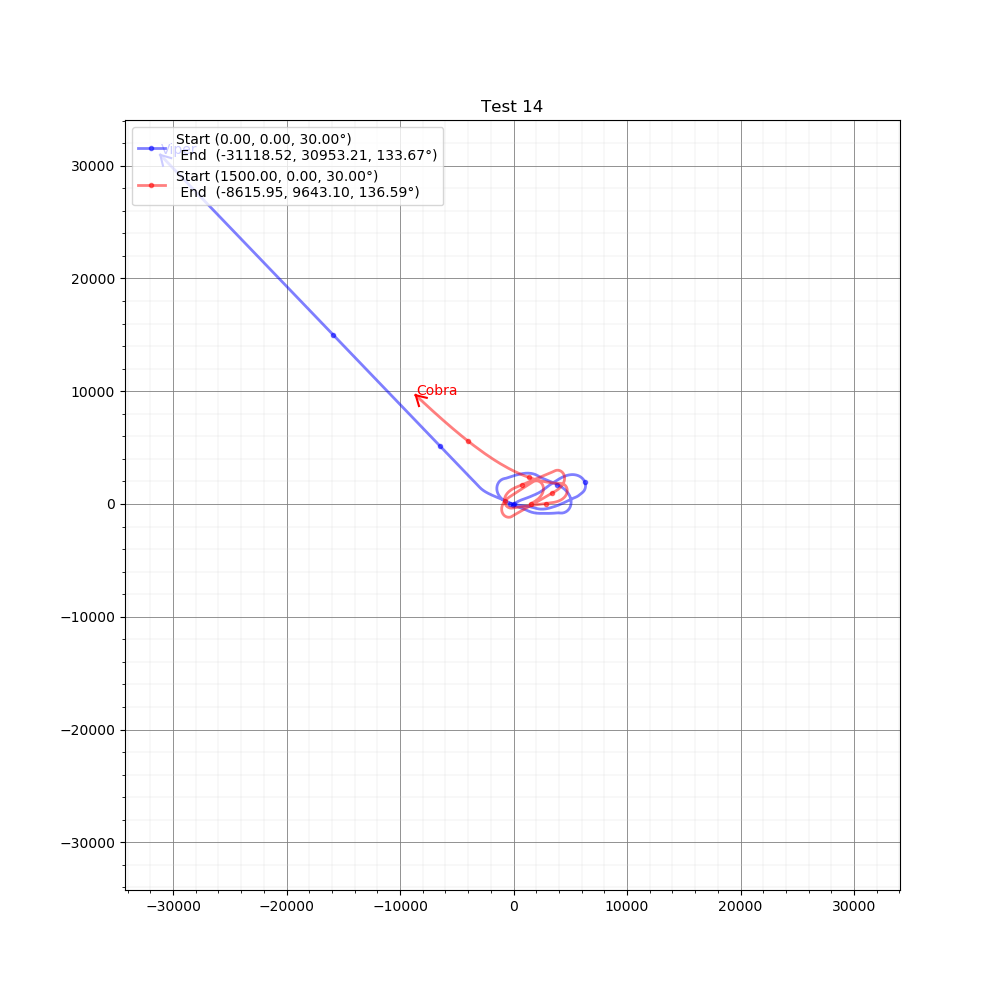 Test 14
Start (0.00, 0.00, 30.00°)
End (-31118.52, 30953.21, 133.67°)
Start (1500.00, 0.00, 30.00°)
End (-8615.95, 9643.10, 136.59°)
Viper
Cobra
30000
20000
10000
0
−10000
−20000
−30000
−30000 −20000 −10000 0 10000 20000 30000